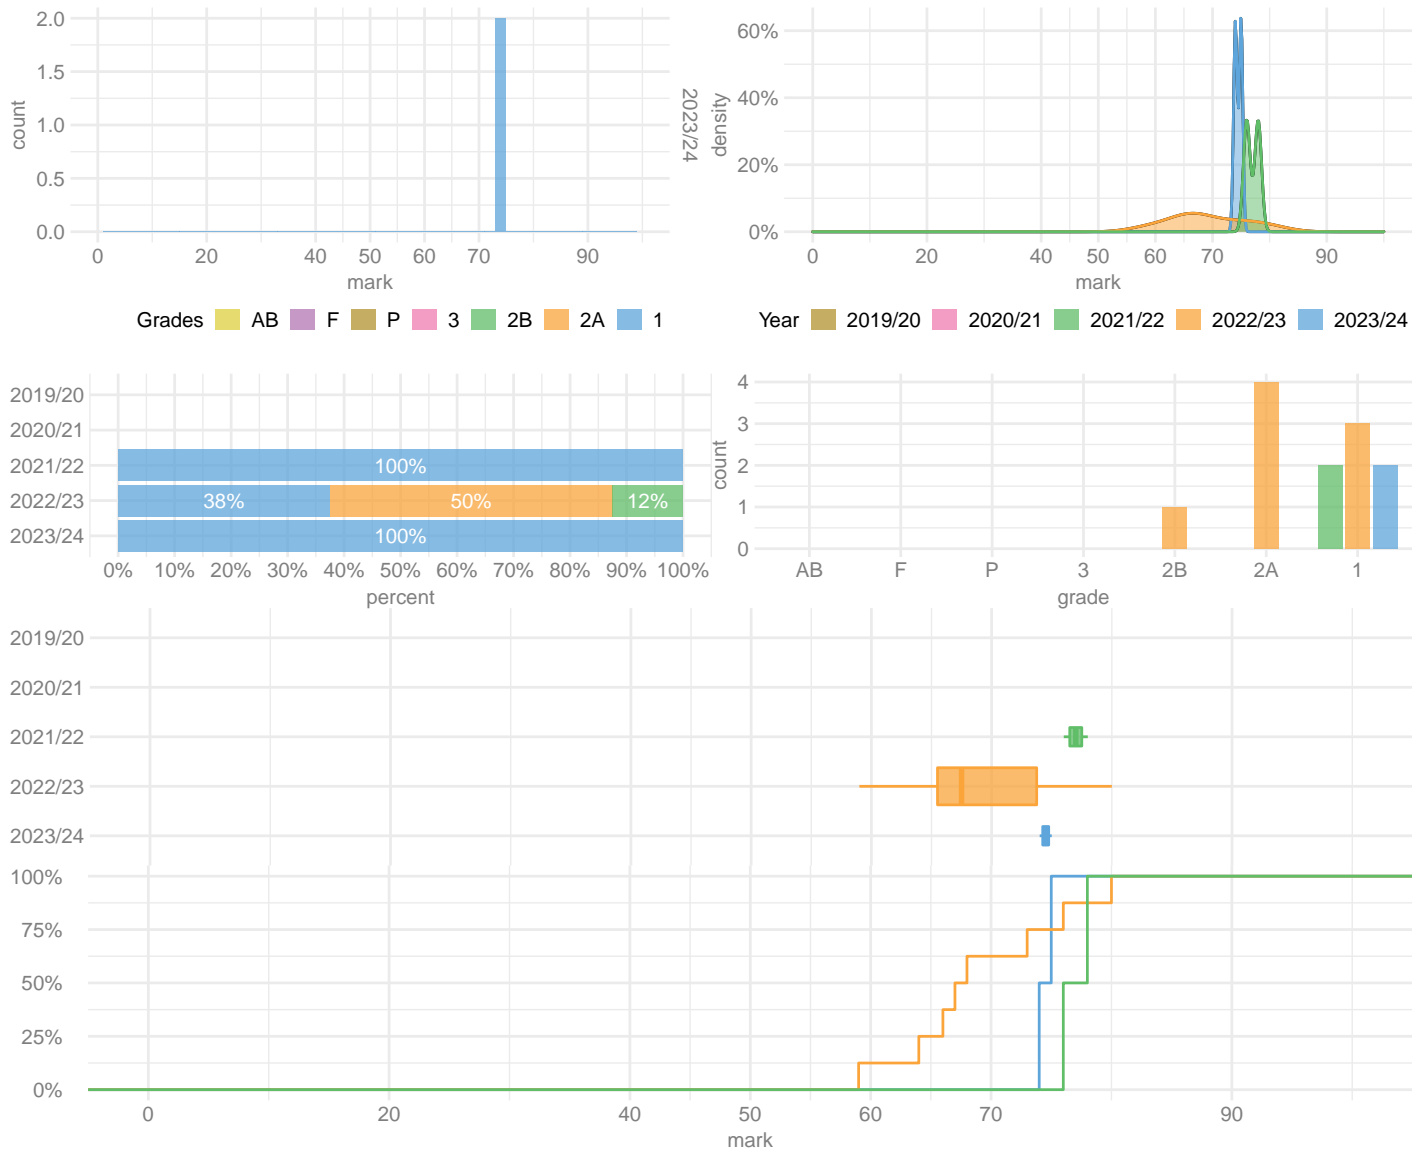 2.0
1.5
1.0
0.5
0.0
count
0 20 40 50 60 70 90
mark
2023/24
60%
40%
20%
0%
density
0 20 40 50 60 70 90
mark
Grades AB F P 3 2B 2A 1
Year 2019/20 2020/21 2021/22 2022/23 2023/24
2019/20
2020/21
2021/22 100%
2022/23 38% 50% 12%
2023/24 100%
0% 10% 20% 30% 40% 50% 60% 70% 80% 90% 100%
percent
4
3
2
1
0
count
AB F P 3 2B 2A 1
grade
2019/20
2020/21
2021/22
2022/23
2023/24
100%
75%
50%
25%
0%
0 20 40 50 60 70 90
mark